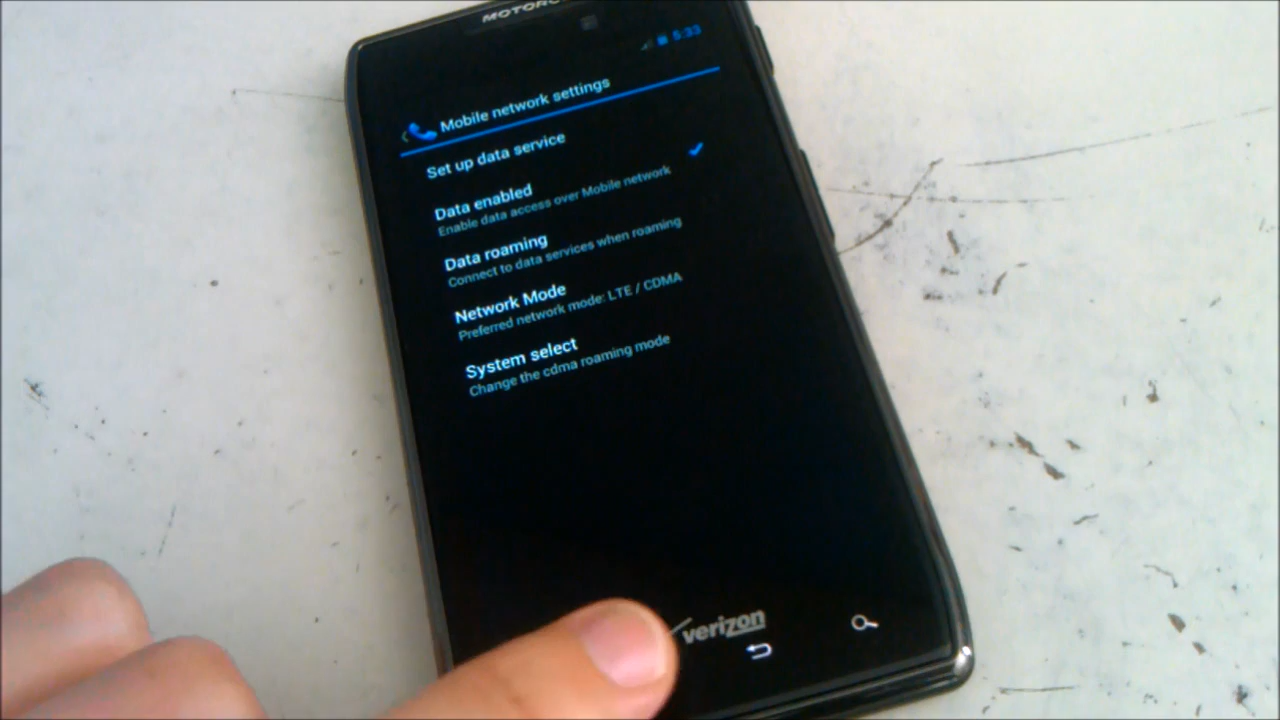 5:33
Mobile network settings
Set up data service
Data enabled
Enable data access over Mobile network
Data roaming
Connect to data services when roaming
Network Mode
Preferred network mode: LTE / CDMA
System select
Change the cdma roaming mode
verizon